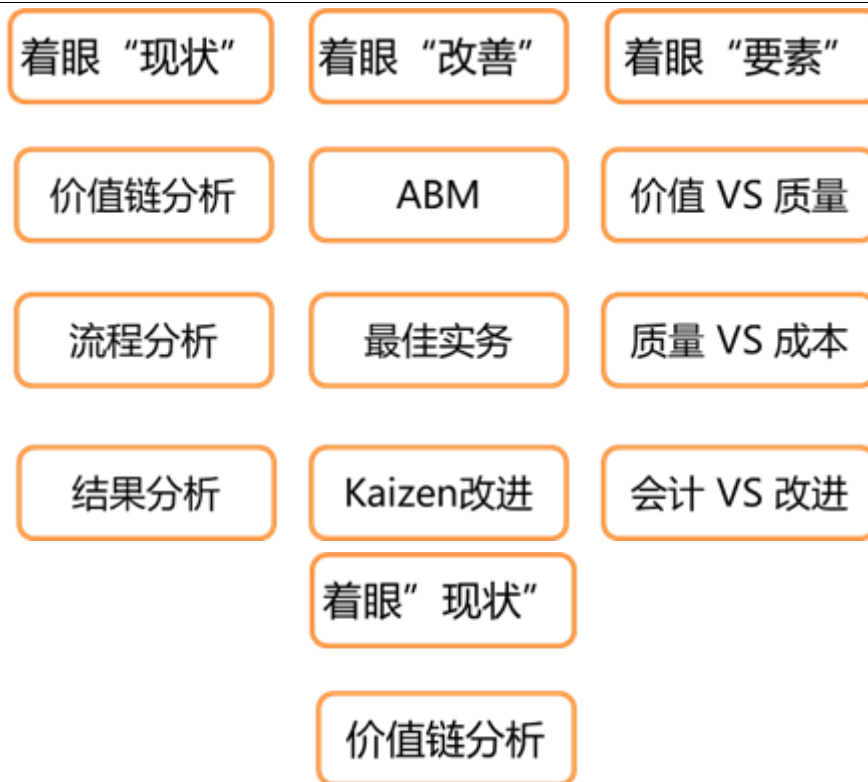 着眼“现状”
着眼“改善”
着眼“要素”
价值链分析
ABM
价值 VS 质量
流程分析
最佳实务
质量 VS 成本
结果分析
Kaizen改进
会计 VS 改进
着眼”现状”
价值链分析